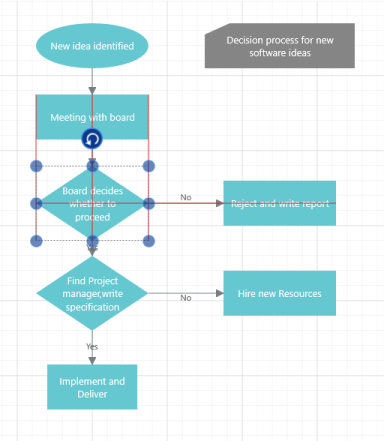 New idea identified
Decision process for new
software ideas
Meeting with board
Board decides
whether to
proceed
No
Reject and write report
Find Project
manager,write
specification
No
Hire new Resources
Yes
Implement and
Deliver